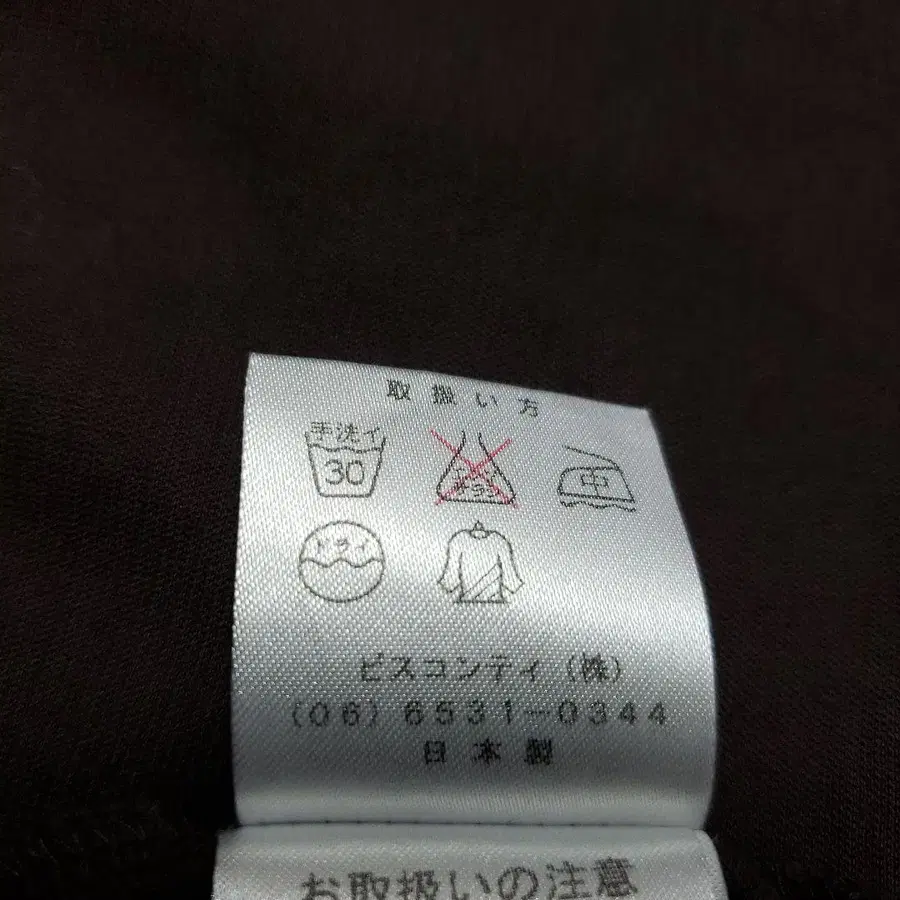 取扱い方
手洗イ
30
エンソ
サラシ
中
ドライ
ビスコンティ(株)
(06)6531-0344
日本製
お取扱いの注意